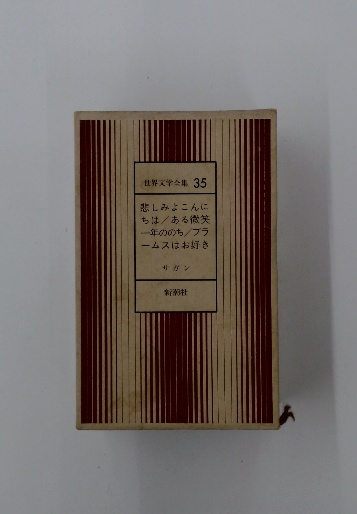 世界文学全集 35
悲しみよこんに
ちは/ある微笑
一年ののち/ブラ
ームスはお好き
サガン
新潮社